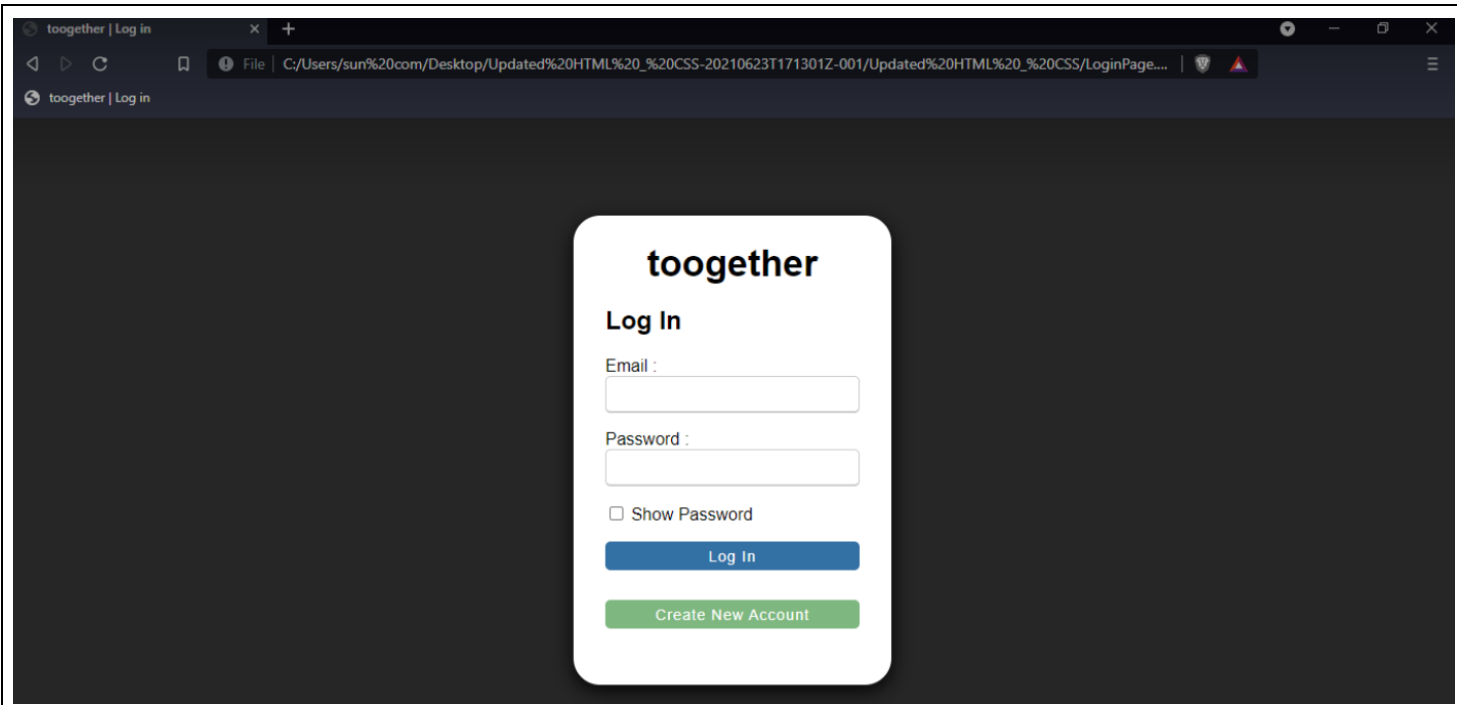 toogether | Log in
File | C:/Users/sun%20com/Desktop/Updated%20HTML%20_%20CSS-20210623T171301Z-001/Updated%20HTML%20_%20CSS/LoginPage....
toogether | Log in
toogether
Log In
Email :
Password :
Show Password
Log In
Create New Account